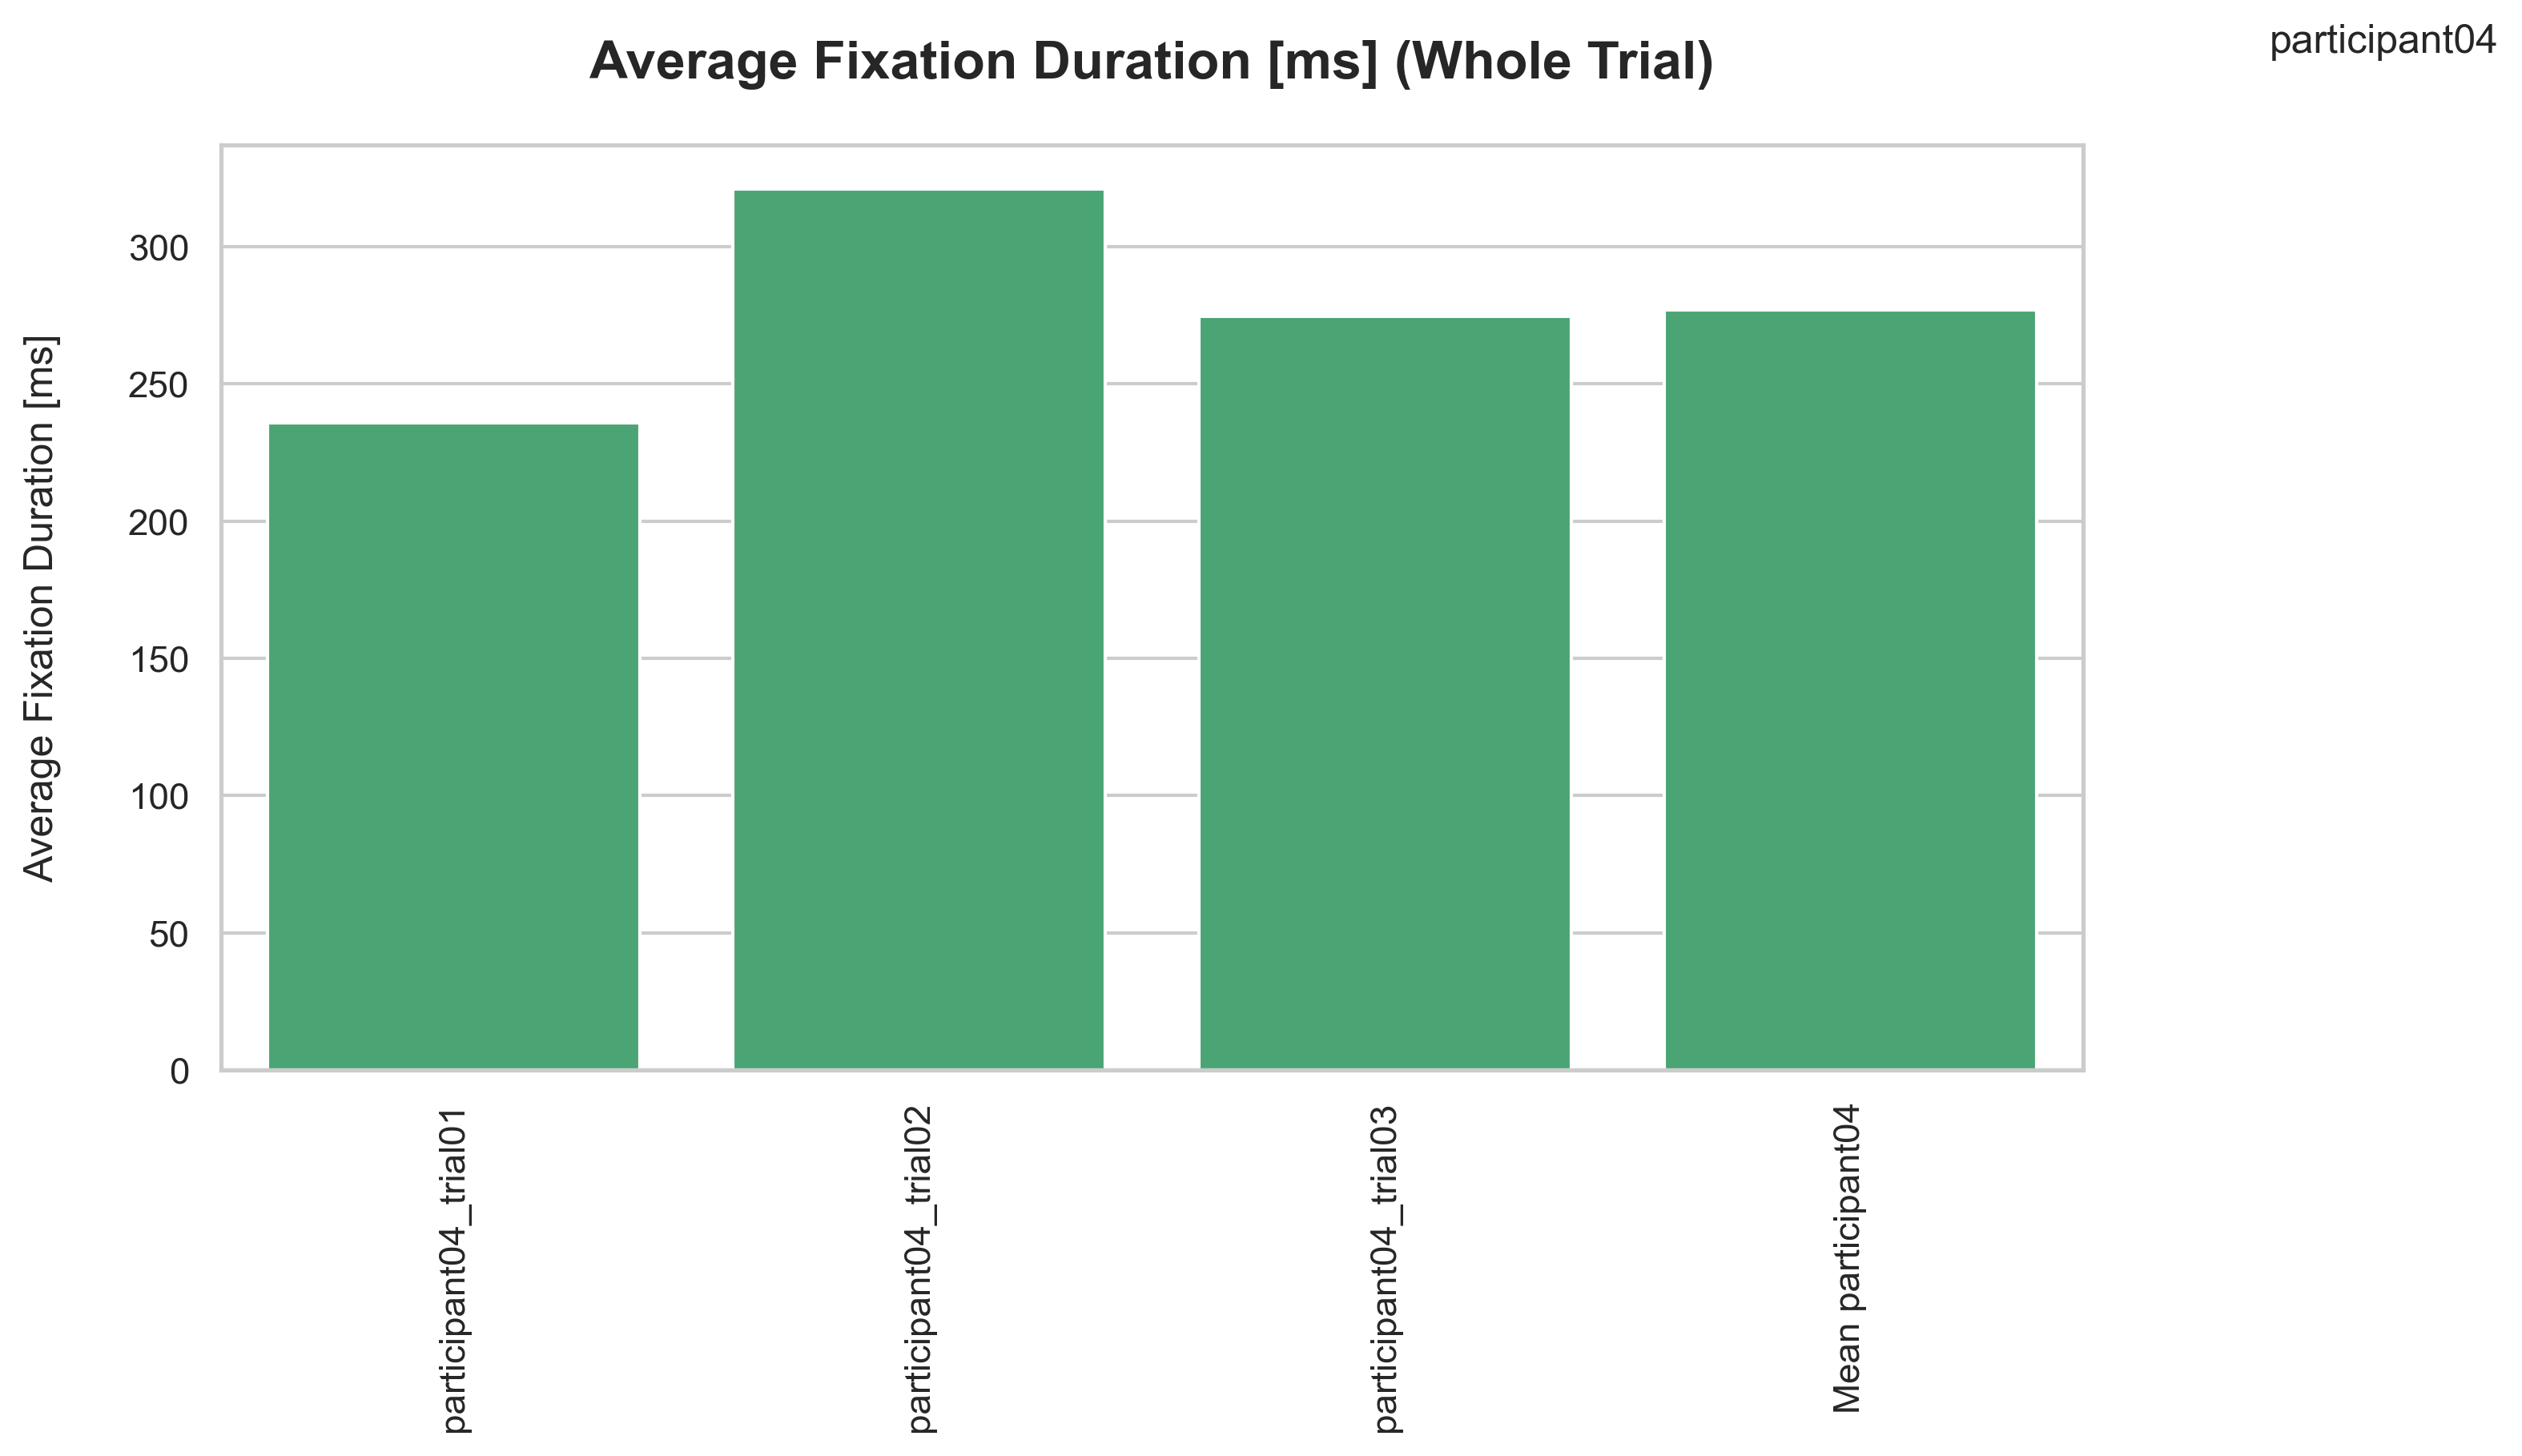 participant04
Average Fixation Duration [ms] (Whole Trial)
Average Fixation Duration [ms]
300
250
200
150
100
50
0
participant04_trial01
participant04_trial02
participant04_trial03
Mean participant04